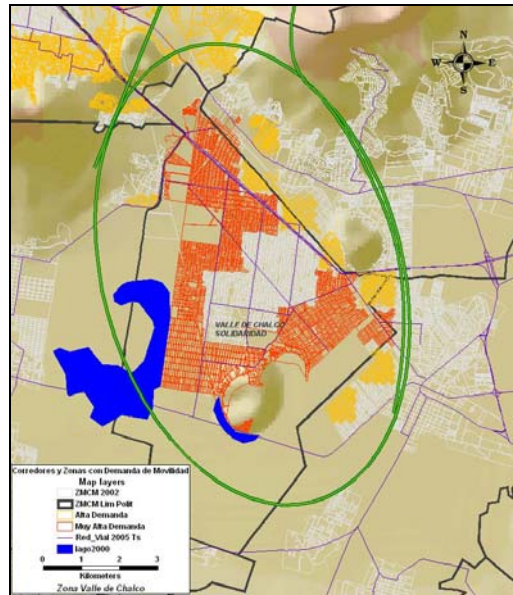 N
W E
S
VALLE DE CHALCO
SOLIDARIDAD
Corredores y Zonas con Demanda de Movilidad
Map layers
ZMCM 2002
ZMCM Lim Polit
Alta Demanda
Muy Alta Demanda
Red_Vial 2005 Ts
lago2000
0 1 2 3
Kilometers
Zona Valle de Chalco